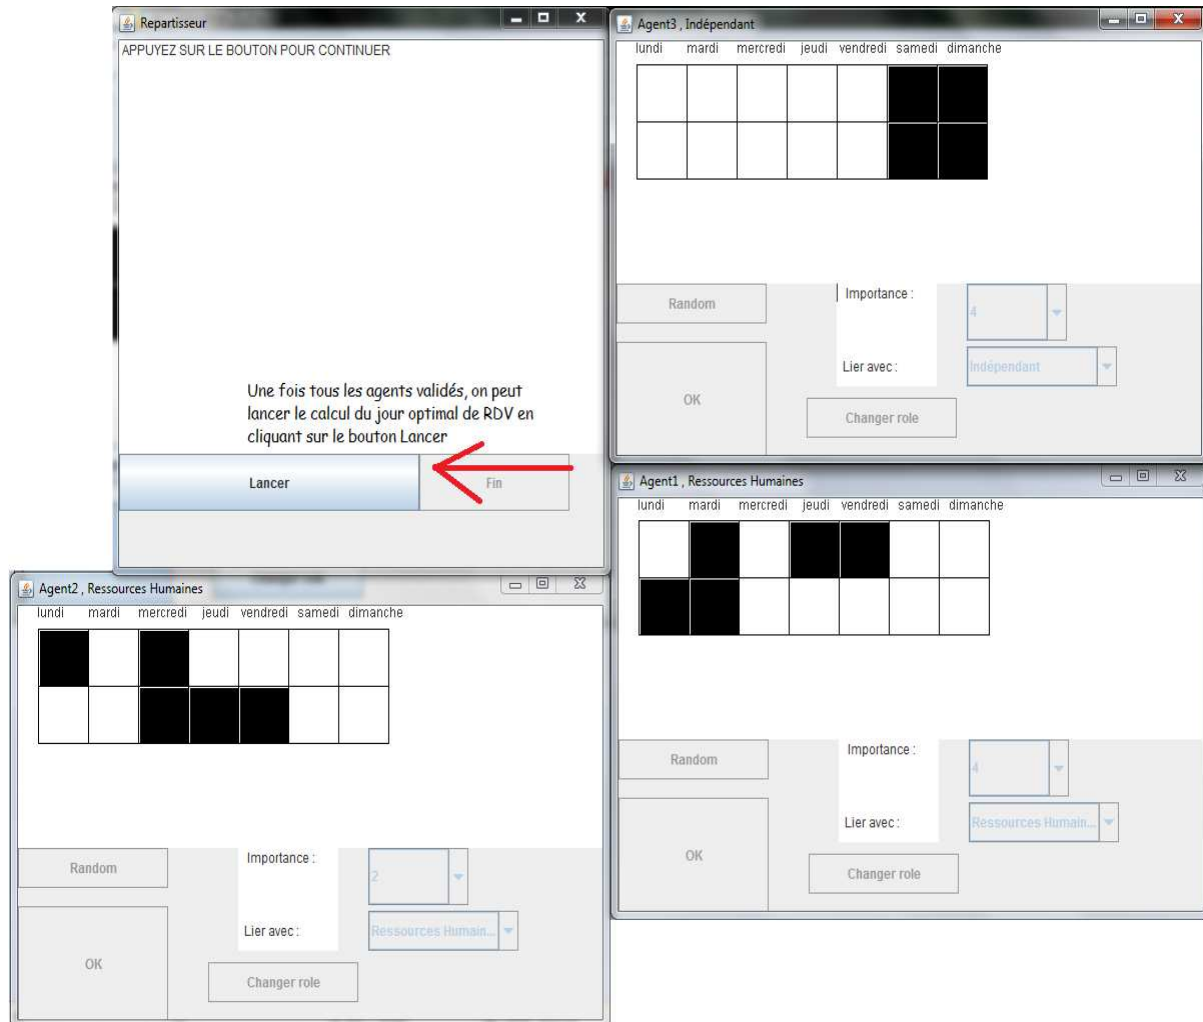 Repartisseur
APPUYEZ SUR LE BOUTON POUR CONTINUER
Une fois tous les agents validés, on peut
lancer le calcul du jour optimal de RDV en
cliquant sur le bouton Lancer
Lancer
Fin
Agent3 , Indépendant
lundi mardi mercredi jeudi vendredi samedi dimanche
Random
Importance :
4
Lier avec :
Indépendant
OK
Changer role
Agent2 , Ressources Humaines
lundi mardi mercredi jeudi vendredi samedi dimanche
Random
Importance :
2
Lier avec :
Ressources Humain...
OK
Changer role
Agent1 , Ressources Humaines
lundi mardi mercredi jeudi vendredi samedi dimanche
Random
Importance :
4
Lier avec :
Ressources Humain...
OK
Changer role